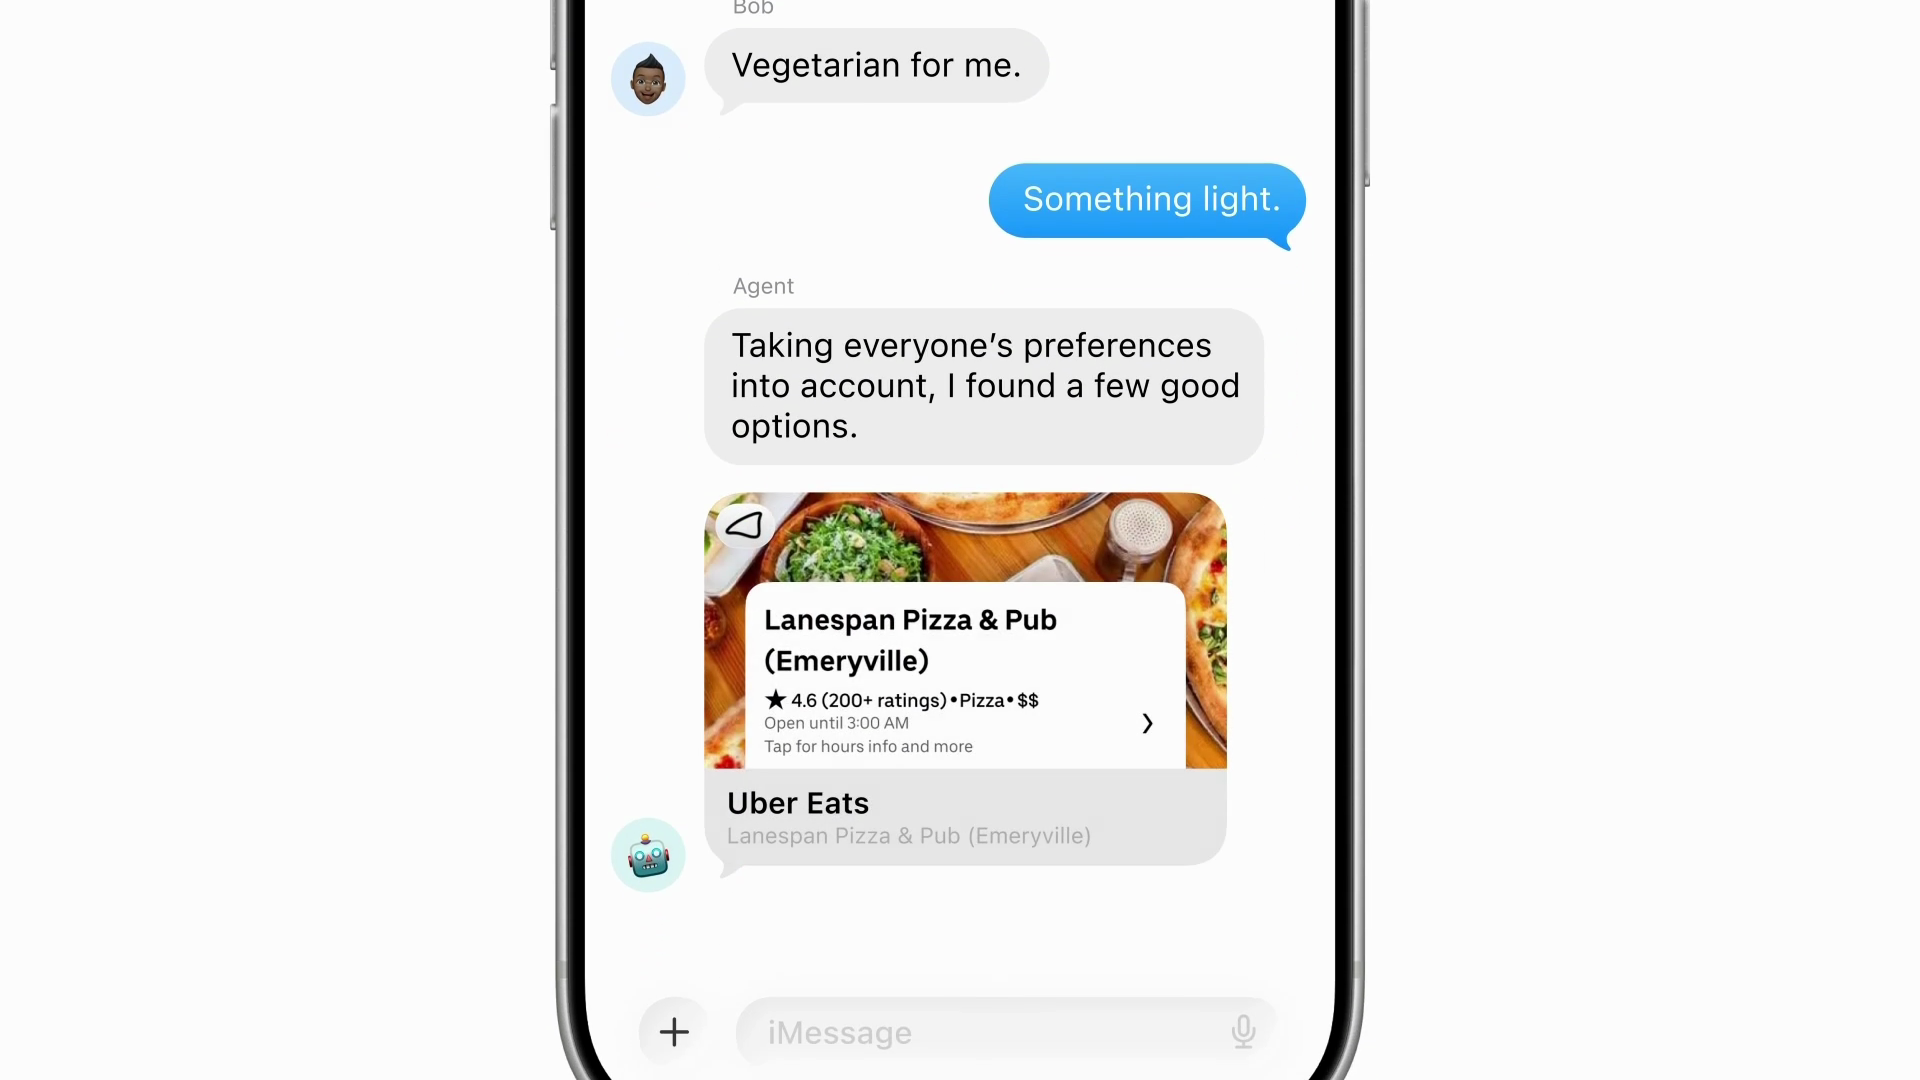 Bob
Vegetarian for me.
Something light.
Agent
Taking everyone’s preferences
into account, I found a few good
options.
Lanespan Pizza & Pub
(Emeryville)
★ 4.6 (200+ ratings) • Pizza • $$
Open until 3:00 AM
Tap for hours info and more
Uber Eats
Lanespan Pizza & Pub (Emeryville)
iMessage